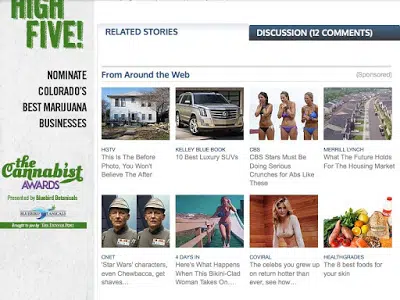 HIGH
FIVE!
NOMINATE
COLORADO'S
BEST MARIJUANA
BUSINESSES
the
Cannabist
AWARDS
Presented by Bluebird Botanicals
BLUEBIRD BOTANICALS
Brought to you by THE DENVER POST
RELATED STORIES
DISCUSSION (12 COMMENTS)
From Around the Web
(Sponsored)
HGTV
This Is The Before
Photo, You Won't
Believe The After
KELLEY BLUE BOOK
10 Best Luxury SUVs
CBS
CBS Stars Must Be
Doing Serious
Crunches for Abs Like
These
MERRILL LYNCH
What The Future Holds
For The Housing Market
CNET
'Star Wars' characters,
even Chewbacca, get
shaves...
4 DAYS IN
Here's What Happens
When This Bikini-Clad
Woman Takes On....
COVIRAL
The celebs you grew
up on return hotter than
ever, see how...
HEALTHGRADES
The 8 best foods for
your skin